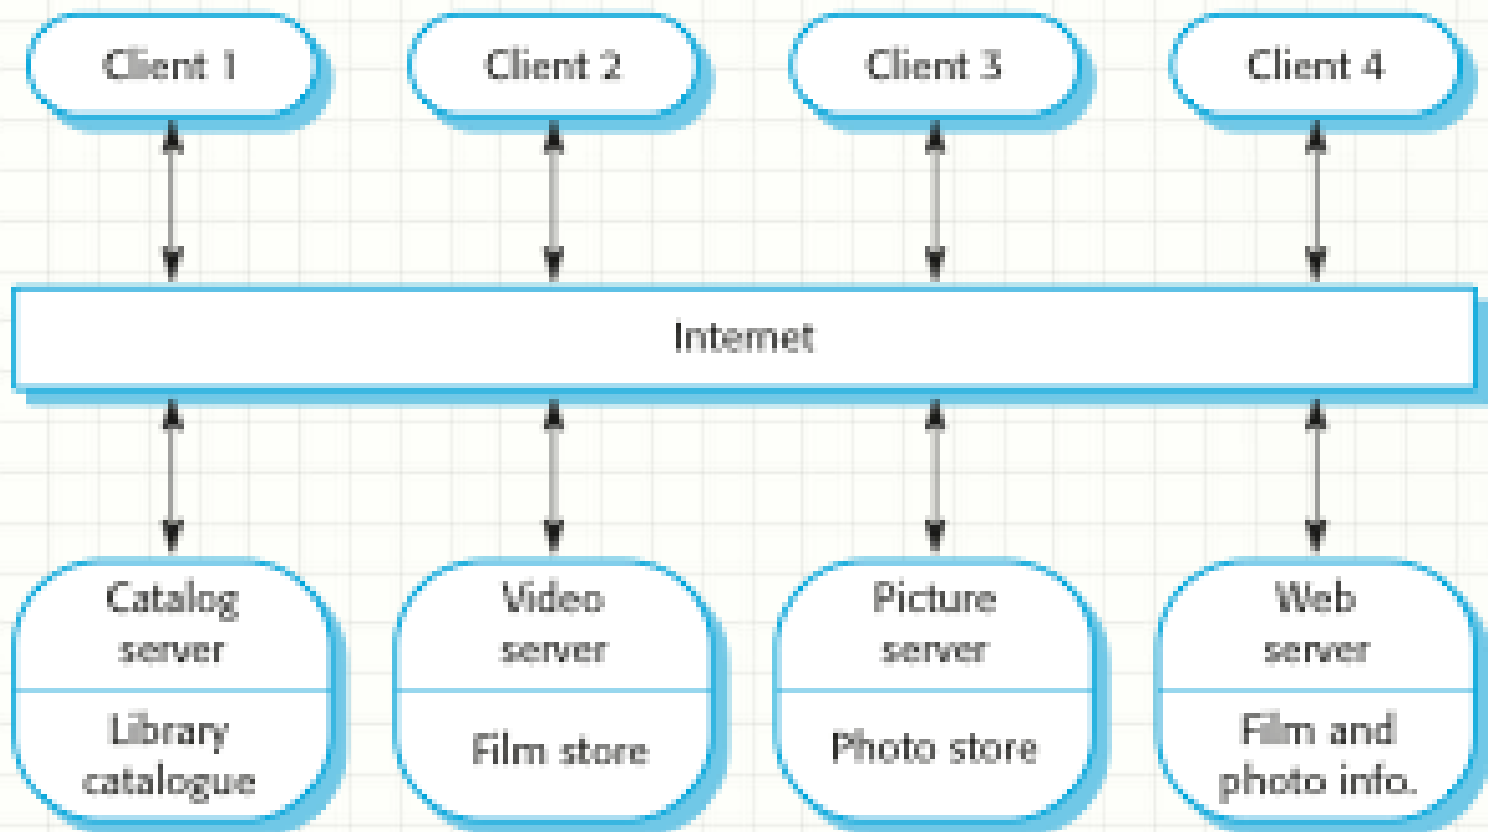 Client 1
Client 2
Client 3
Client 4
Internet
Catalog
server
Library
catalogue
Video
server
Film store
Picture
server
Photo store
Web
server
Film and
photo info.